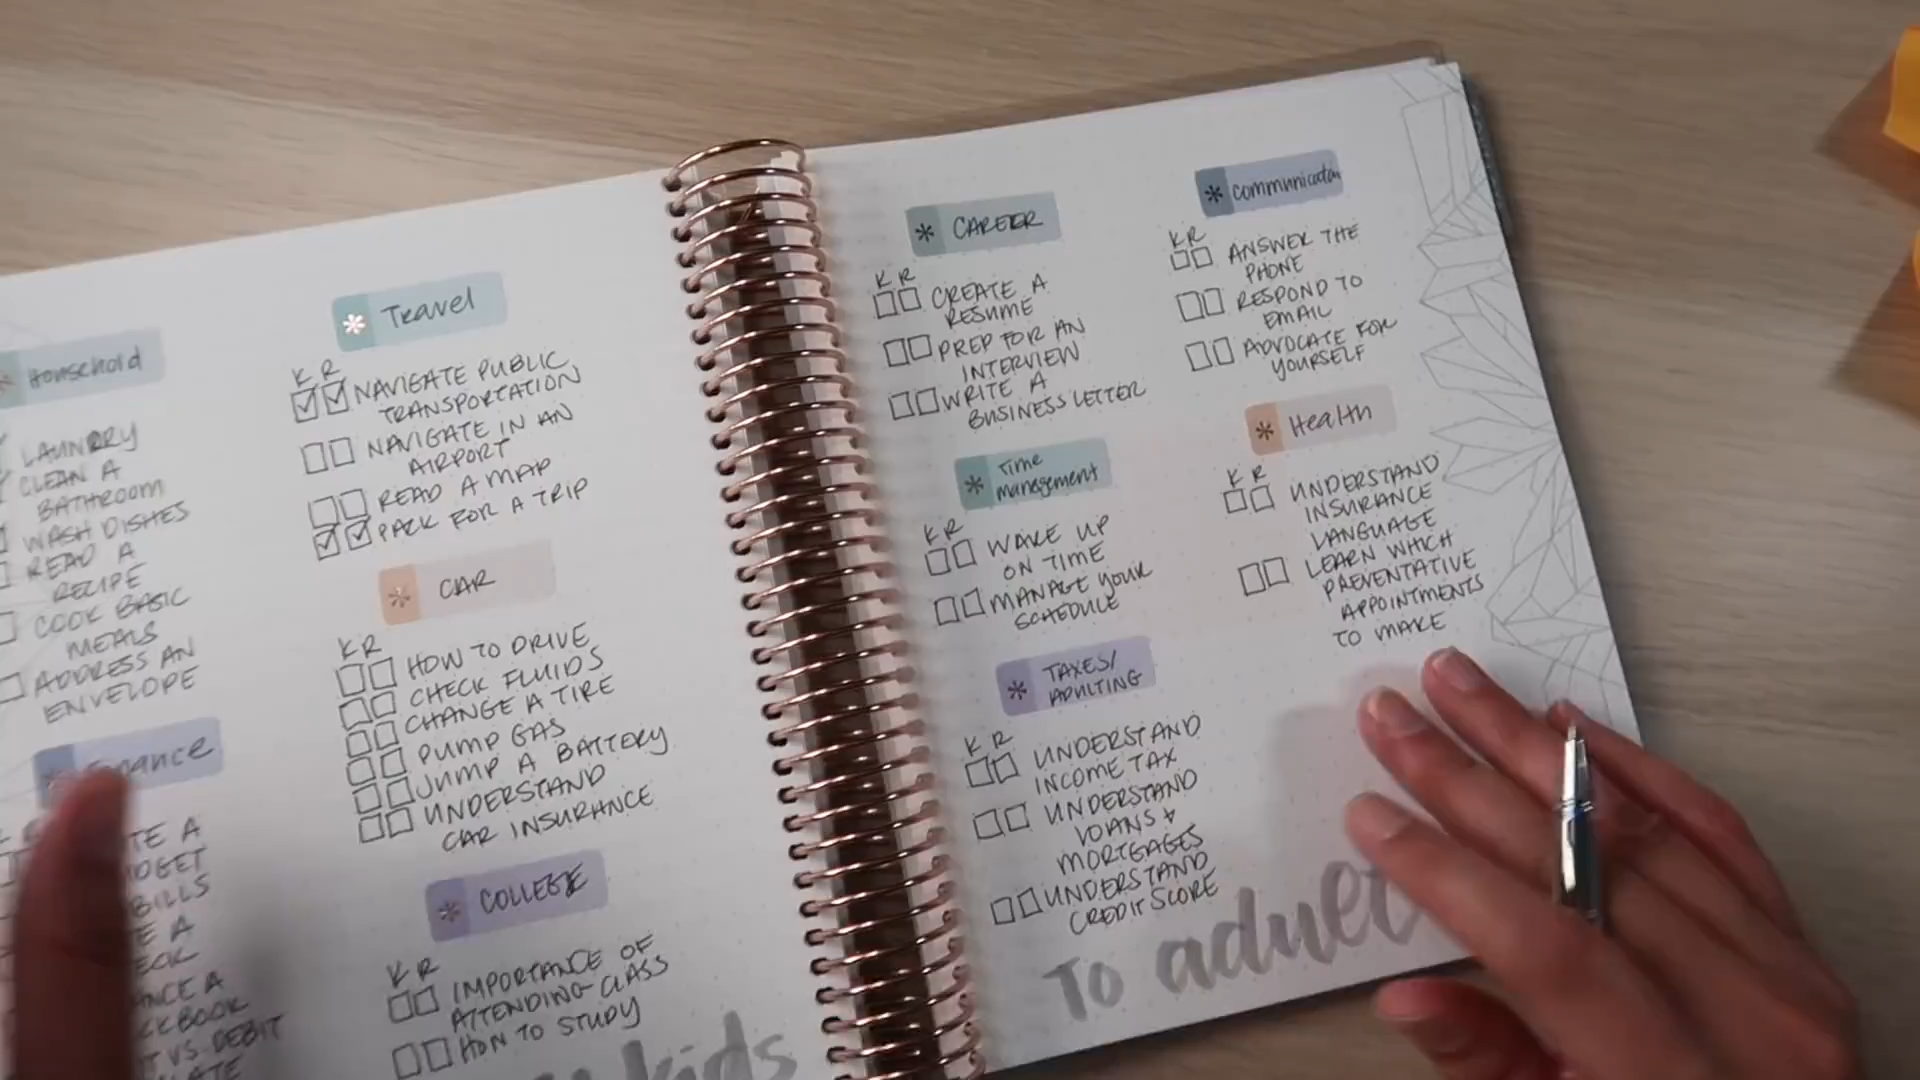 Household
LAUNDRY
CLEAN A
BATHROOM
WASH DISHES
READ A
RECIPE
COOK BASIC
MEALS
ADDRESS AN
ENVELOPE
Travel
K R
NAVIGATE PUBLIC
TRANSPORTATION
NAVIGATE IN AN
AIRPORT
READ A MAP
PACK FOR A TRIP
CAR
K R
HOW TO DRIVE
CHECK FLUIDS
CHANGE A TIRE
PUMP GAS
JUMP A BATTERY
UNDERSTAND
CAR INSURANCE
COLLEGE
K R
IMPORTANCE OF
ATTENDING CLASS
HOW TO STUDY
kids
A
BILLS
A
A
VS. DEBIT
CAREER
K R
CREATE A
RESUME
PREP FOR AN
INTERVIEW
WRITE A
BUSINESS LETTER
Time
management
K R
WAKE UP
ON TIME
MANAGE YOUR
SCHEDULE
TAXES/
ADULTING
K R
UNDERSTAND
INCOME TAX
UNDERSTAND
LOANS +
MORTGAGES
UNDERSTAND
CREDIT SCORE
communication
K R
ANSWER THE
PHONE
RESPOND TO
EMAIL
ADVOCATE FOR
YOURSELF
Health
K R
UNDERSTAND
INSURANCE
LANGUAGE
LEARN WHICH
PREVENTATIVE
APPOINTMENTS
TO MAKE
To adult